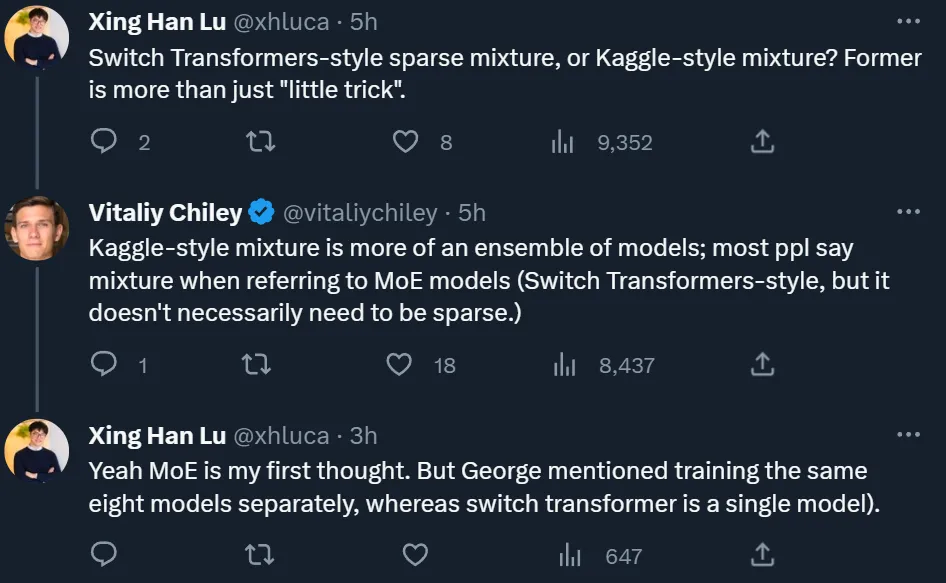 Xing Han Lu @xhluca · 5h
Switch Transformers-style sparse mixture, or Kaggle-style mixture? Former
is more than just "little trick".
2 8 9,352
Vitaliy Chiley @vitaliychiley · 5h
Kaggle-style mixture is more of an ensemble of models; most ppl say
mixture when referring to MoE models (Switch Transformers-style, but it
doesn't necessarily need to be sparse.)
1 18 8,437
Xing Han Lu @xhluca · 3h
Yeah MoE is my first thought. But George mentioned training the same
eight models separately, whereas switch transformer is a single model).
647